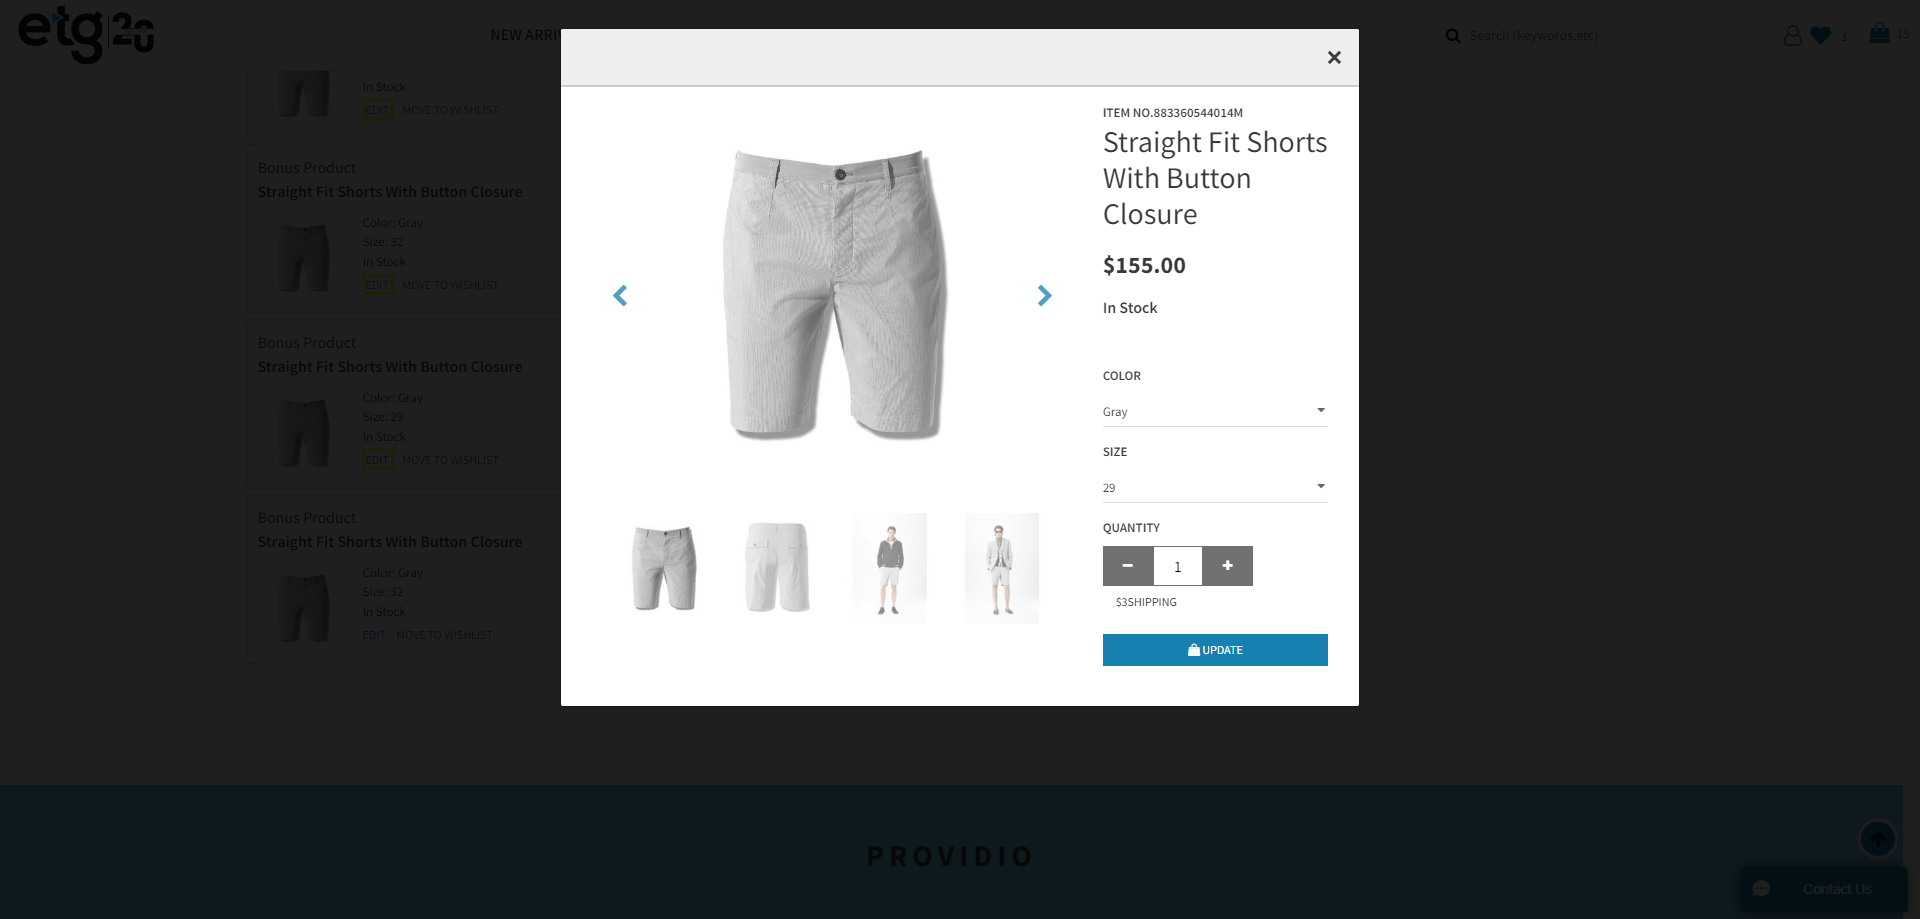 etg 20
NEW ARRIV
Search (keywords,etc)
3
15
In Stock
EDIT MOVE TO WISHLIST
Bonus Product
Straight Fit Shorts With Button Closure
Color: Gray
Size: 32
In Stock
EDIT MOVE TO WISHLIST
Bonus Product
Straight Fit Shorts With Button Closure
Color: Gray
Size: 29
In Stock
EDIT MOVE TO WISHLIST
Bonus Product
Straight Fit Shorts With Button Closure
Color: Gray
Size: 32
In Stock
EDIT MOVE TO WISHLIST
ITEM NO.883360544014M
Straight Fit Shorts
With Button
Closure
$155.00
In Stock
COLOR
Gray
SIZE
29
QUANTITY
1
$3SHIPPING
UPDATE
PROVIDIO
Contact Us